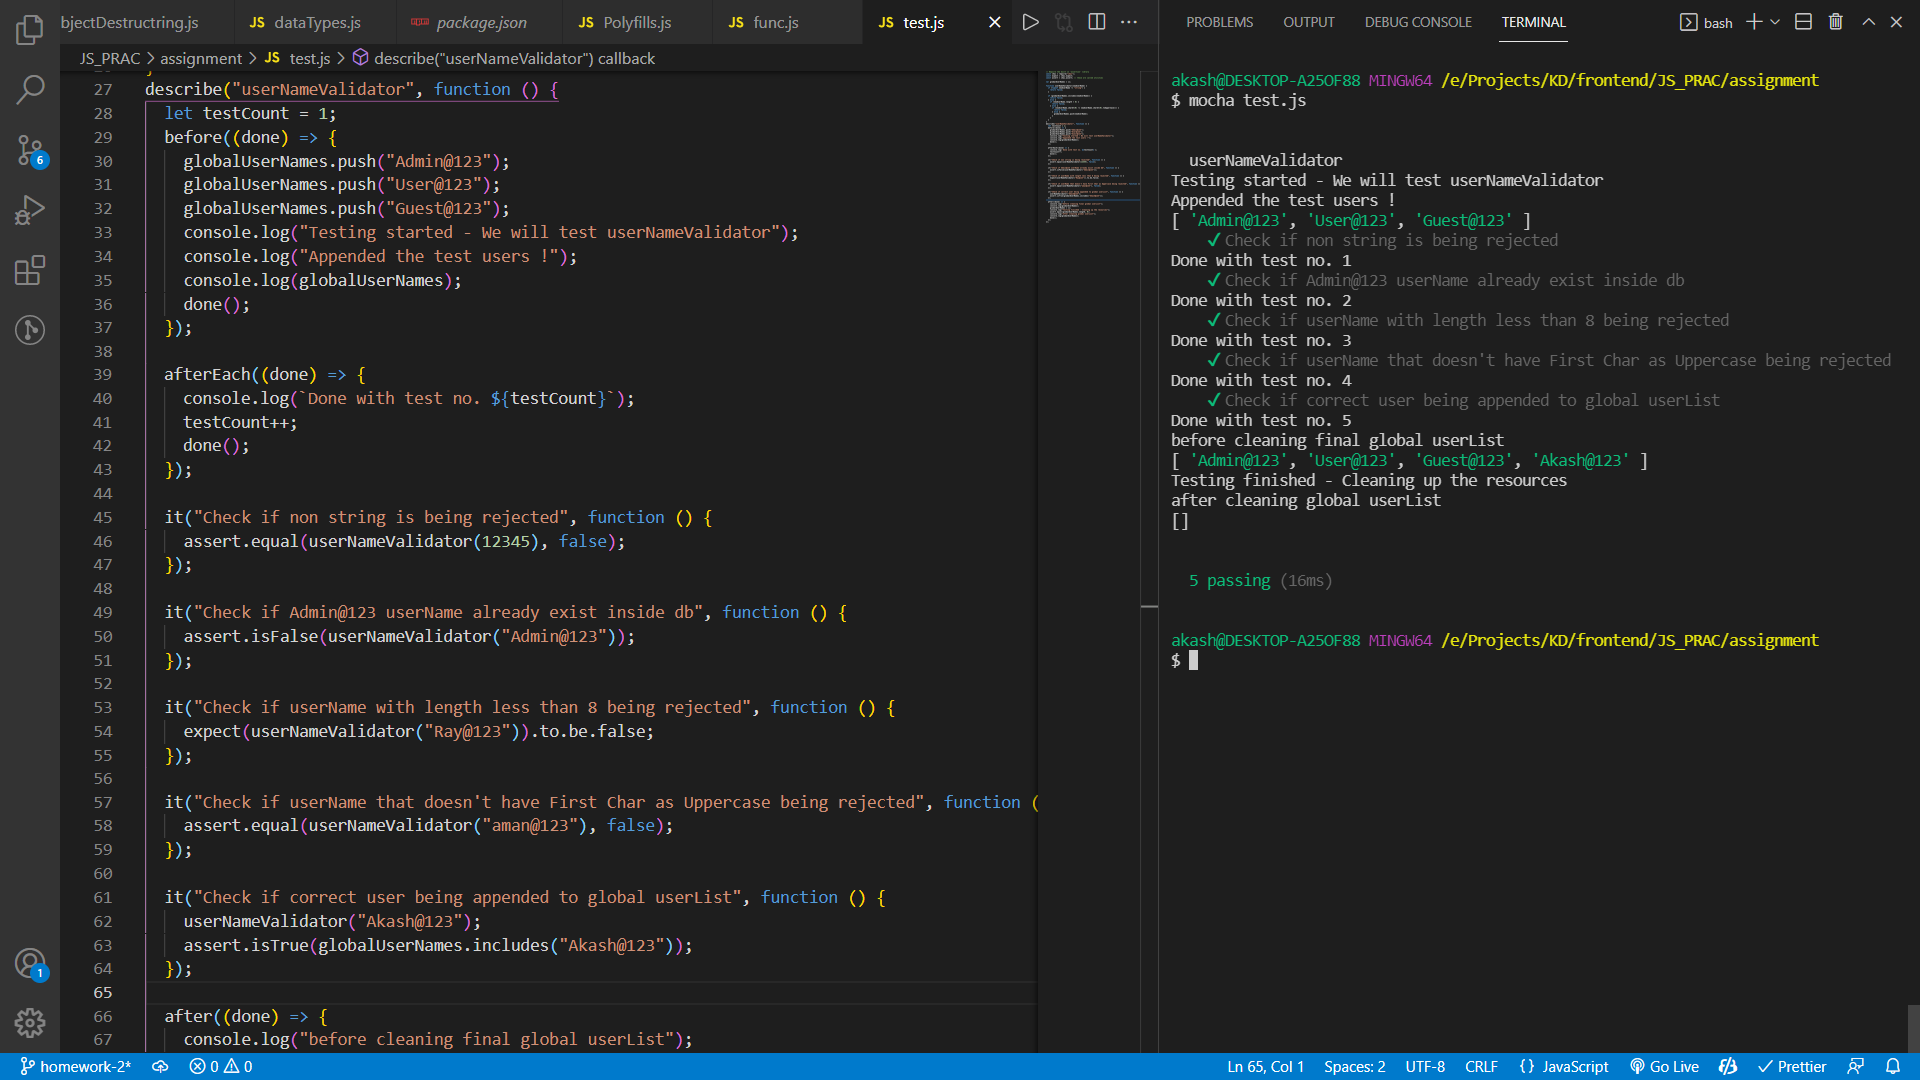 bjectDestructring.js
JS dataTypes.js
package.json
JS Polyfills.js
JS func.js
JS test.js
JS_PRAC > assignment > JS test.js > describe("userNameValidator") callback
27 describe("userNameValidator", function () {
28 let testCount = 1;
29 before((done) => {
30 globalUserNames.push("Admin@123");
31 globalUserNames.push("User@123");
32 globalUserNames.push("Guest@123");
33 console.log("Testing started - We will test userNameValidator");
34 console.log("Appended the test users !");
35 console.log(globalUserNames);
36 done();
37 });
38
39 afterEach((done) => {
40 console.log(`Done with test no. ${testCount}`);
41 testCount++;
42 done();
43 });
44
45 it("Check if non string is being rejected", function () {
46 assert.equal(userNameValidator(12345), false);
47 });
48
49 it("Check if Admin@123 userName already exist inside db", function () {
50 assert.isFalse(userNameValidator("Admin@123"));
51 });
52
53 it("Check if userName with length less than 8 being rejected", function () {
54 expect(userNameValidator("Ray@123")).to.be.false;
55 });
56
57 it("Check if userName that doesn't have First Char as Uppercase being rejected", function (
58 assert.equal(userNameValidator("aman@123"), false);
59 });
60
61 it("Check if correct user being appended to global userList", function () {
62 userNameValidator("Akash@123");
63 assert.isTrue(globalUserNames.includes("Akash@123"));
64 });
65
66 after((done) => {
67 console.log("before cleaning final global userList");
PROBLEMS OUTPUT DEBUG CONSOLE TERMINAL
bash
akash@DESKTOP-A25OF88 MINGW64 /e/Projects/KD/frontend/JS_PRAC/assignment
$ mocha test.js
userNameValidator
Testing started - We will test userNameValidator
Appended the test users !
[ 'Admin@123', 'User@123', 'Guest@123' ]
✓ Check if non string is being rejected
Done with test no. 1
✓ Check if Admin@123 userName already exist inside db
Done with test no. 2
✓ Check if userName with length less than 8 being rejected
Done with test no. 3
✓ Check if userName that doesn't have First Char as Uppercase being rejected
Done with test no. 4
✓ Check if correct user being appended to global userList
Done with test no. 5
before cleaning final global userList
[ 'Admin@123', 'User@123', 'Guest@123', 'Akash@123' ]
Testing finished - Cleaning up the resources
after cleaning global userList
[]
5 passing (16ms)
akash@DESKTOP-A25OF88 MINGW64 /e/Projects/KD/frontend/JS_PRAC/assignment
$
6
1
homework-2* 0 0
Ln 65, Col 1 Spaces: 2 UTF-8 CRLF {} JavaScript Go Live Prettier